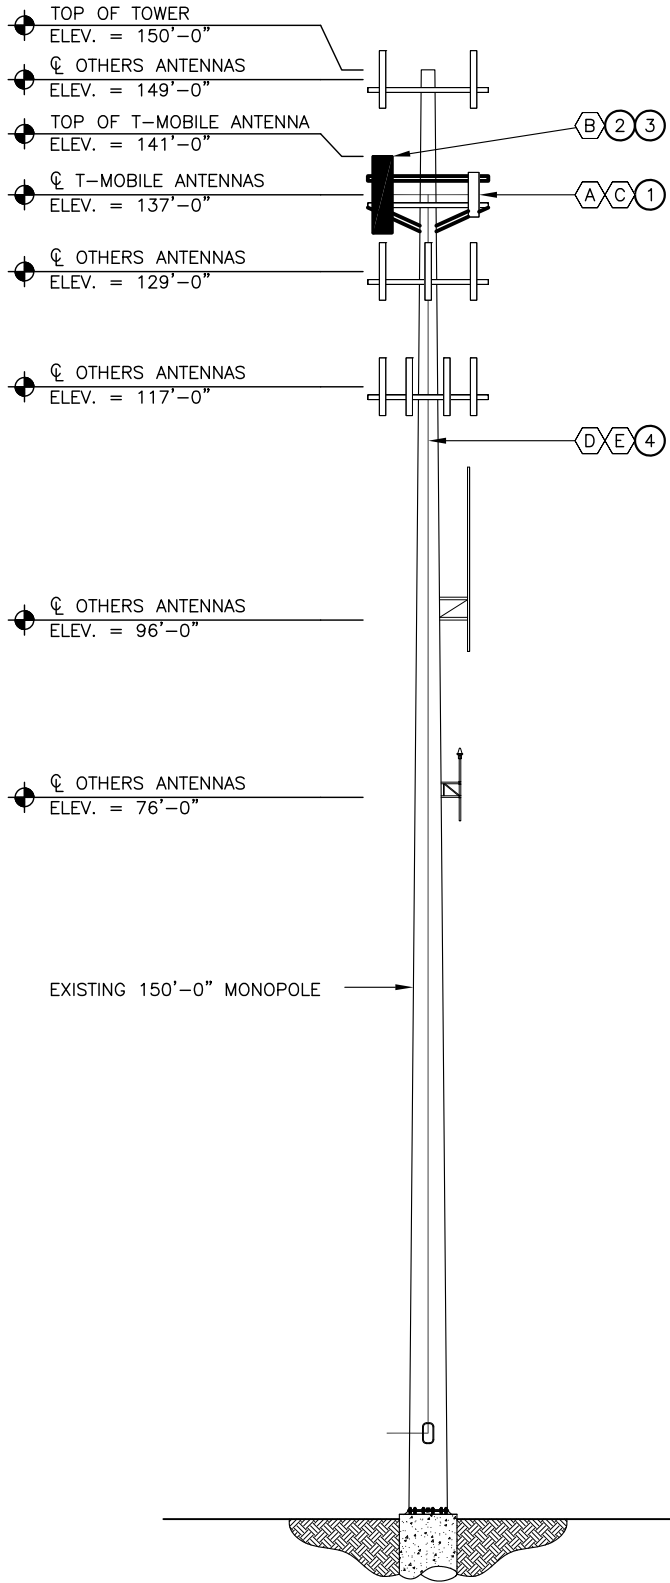 TOP OF TOWER
ELEV. = 150'-0"
℄ OTHERS ANTENNAS
ELEV. = 149'-0"
TOP OF T-MOBILE ANTENNA
ELEV. = 141'-0"
B 2 3
℄ T-MOBILE ANTENNAS
ELEV. = 137'-0"
A C 1
℄ OTHERS ANTENNAS
ELEV. = 129'-0"
℄ OTHERS ANTENNAS
ELEV. = 117'-0"
D E 4
℄ OTHERS ANTENNAS
ELEV. = 96'-0"
℄ OTHERS ANTENNAS
ELEV. = 76'-0"
EXISTING 150'-0" MONOPOLE